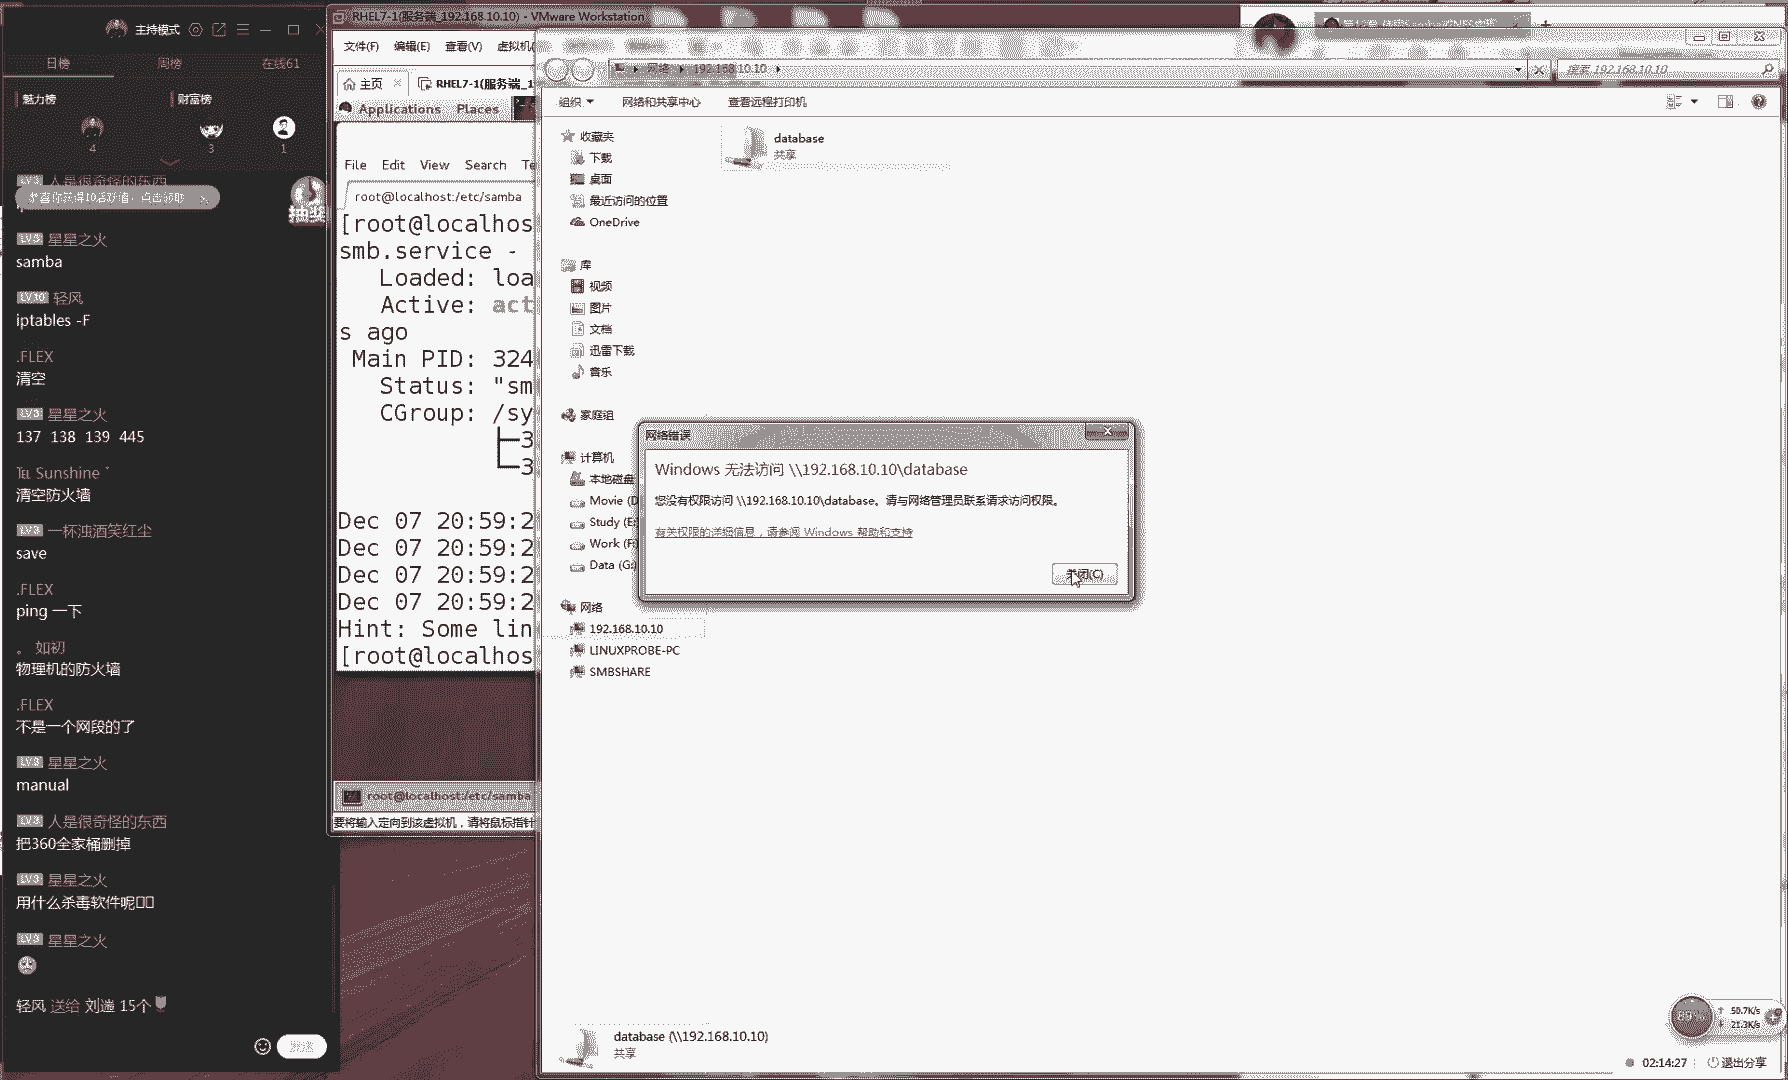 主持模式
日榜 周榜 在线61
魅力榜 财富榜
4 3 1
LV3 人是很奇怪的东西
抽奖
LV3 星星之火
samba
LV10 轻风
iptables -F
.FLEX
清空
LV3 星星之火
137 138 139 445
℡ Sunshine
清空防火墙
LV3 一杯浊酒笑红尘
save
.FLEX
ping 一下
。 如初
物理机的防火墙
.FLEX
不是一个网段的了
LV3 星星之火
manual
LV3 人是很奇怪的东西
把360全家桶删掉
LV3 星星之火
用什么杀毒软件呢
LV3 星星之火
轻风 送给 刘遄 15个
发送
RHEL7-1(服务端_192.168.10.10) - VMware Workstation
文件(F) 编辑(E) 查看(V) 虚拟机
主页 RHEL7-1(服务端_1
Applications Places
File Edit View Search Te
root@localhost:/etc/samba
[root@localhos
smb.service -
Loaded: loa
Active: act
s ago
Main PID: 324
Status: "sm
CGroup: /sy
├─3
└─3
Dec 07 20:59:2
Dec 07 20:59:2
Dec 07 20:59:2
Dec 07 20:59:2
Hint: Some lin
[root@localhos
root@localhost:/etc/samba
要将输入定向到该虚拟机，请将鼠标指针
网络 192.168.10.10
搜索 192.168.10.10
组织 网络和共享中心 查看远程打印机
收藏夹
下载
桌面
最近访问的位置
OneDrive
库
视频
图片
文档
迅雷下载
音乐
家庭组
计算机
本地磁盘
Movie (D
Study (E:
Work (F:
Data (G:
网络
192.168.10.10
LINUXPROBE-PC
SMBSHARE
database
共享
网络错误
Windows 无法访问 \\192.168.10.10\database
您没有权限访问 \\192.168.10.10\database。请与网络管理员联系请求访问权限。
有关权限的详细信息，请参阅 Windows 帮助和支持
关闭(C)
database (\\192.168.10.10)
共享
89%
50.7K/s
21.3K/s
02:14:27 退出分享